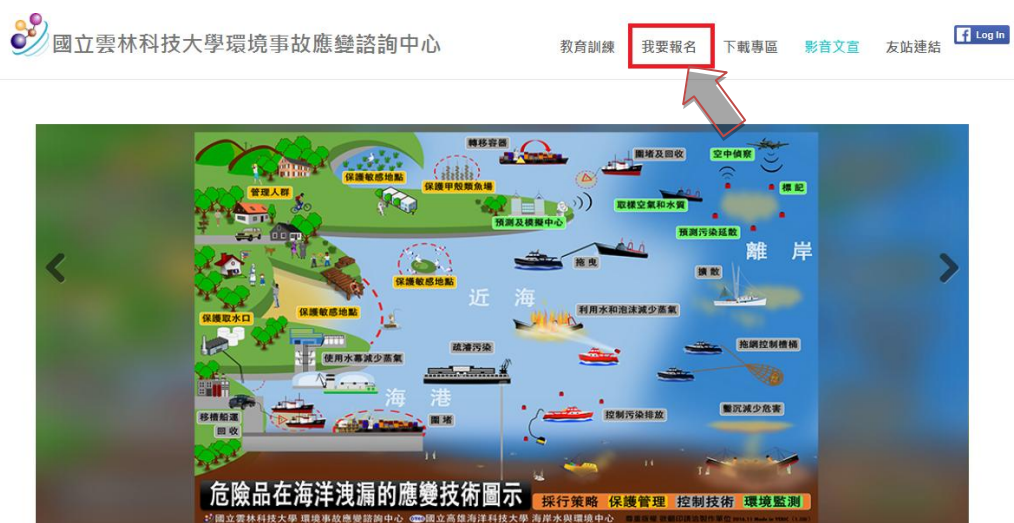 國立雲林科技大學環境事故應變諮詢中心
教育訓練 我要報名 下載專區 影音文宣 友站連結 Log In
轉移容器
圍堵及回收
空中偵察
保護敏感地點
保護甲殼類魚場
管理人群
標記
取樣空氣和水質
預測及模擬中心
預測污染延散
離岸
拖曳
擴散
保護敏感地點
近海
保護取水口
保護敏感地點
利用水和泡沫減少蒸氣
疏濬污染
使用水幕減少蒸氣
拖網控制槽桶
海港
移槽船運
回收
圍堵
控制污染排放
鑿沉減少危害
危險品在海洋洩漏的應變技術圖示
採行策略 保護管理 控制技術 環境監測
國立雲林科技大學 環境事故應變諮詢中心 國立高雄海洋科技大學 海岸水與環境中心